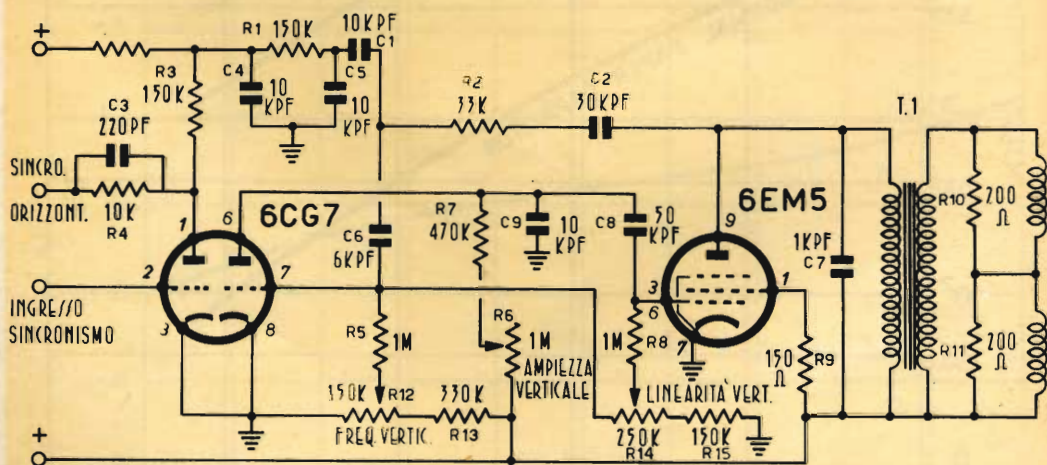 +
R1
150K
10KPF
C1
R3
150K
C4
10
KPF
C5
10
KPF
R2
33K
C2
30KPF
T.1
C3
220PF
SINCRO.
ORIZZONT.
10K
R4
1
6
6CG7
R7
470K
C9
10
KPF
C8
50
KPF
6EM5
9
R10
200
Ω
2
7
C6
6KPF
3
6
1
1KPF
C7
INGRESSO
SINCRONISMO
3
8
R5
1M
R6
1M
AMPIEZZA
VERTICALE
1M
R8
7
150
Ω
R9
R11
200
Ω
150K
R12
330K
LINEARITÀ VERT.
FREQ. VERTIC.
R13
250K
R14
150K
R15
+